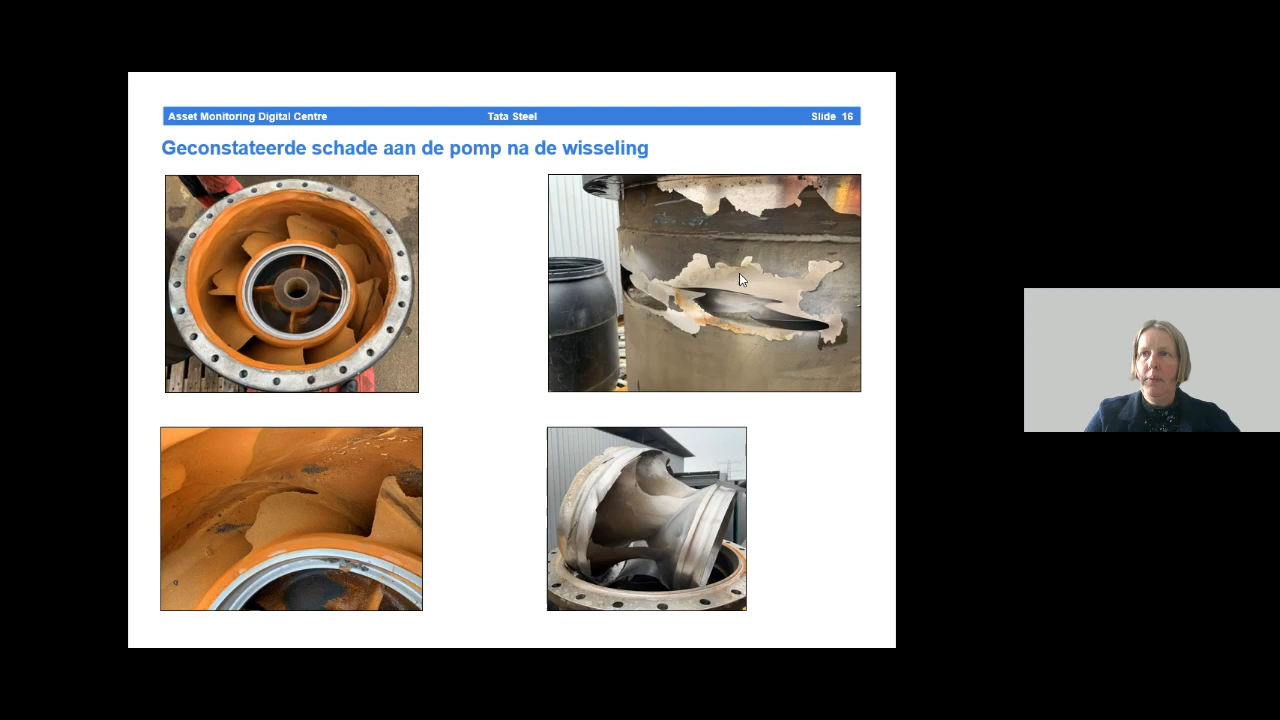 Asset Monitoring Digital Centre Tata Steel Slide 16
Geconstateerde schade aan de pomp na de wisseling